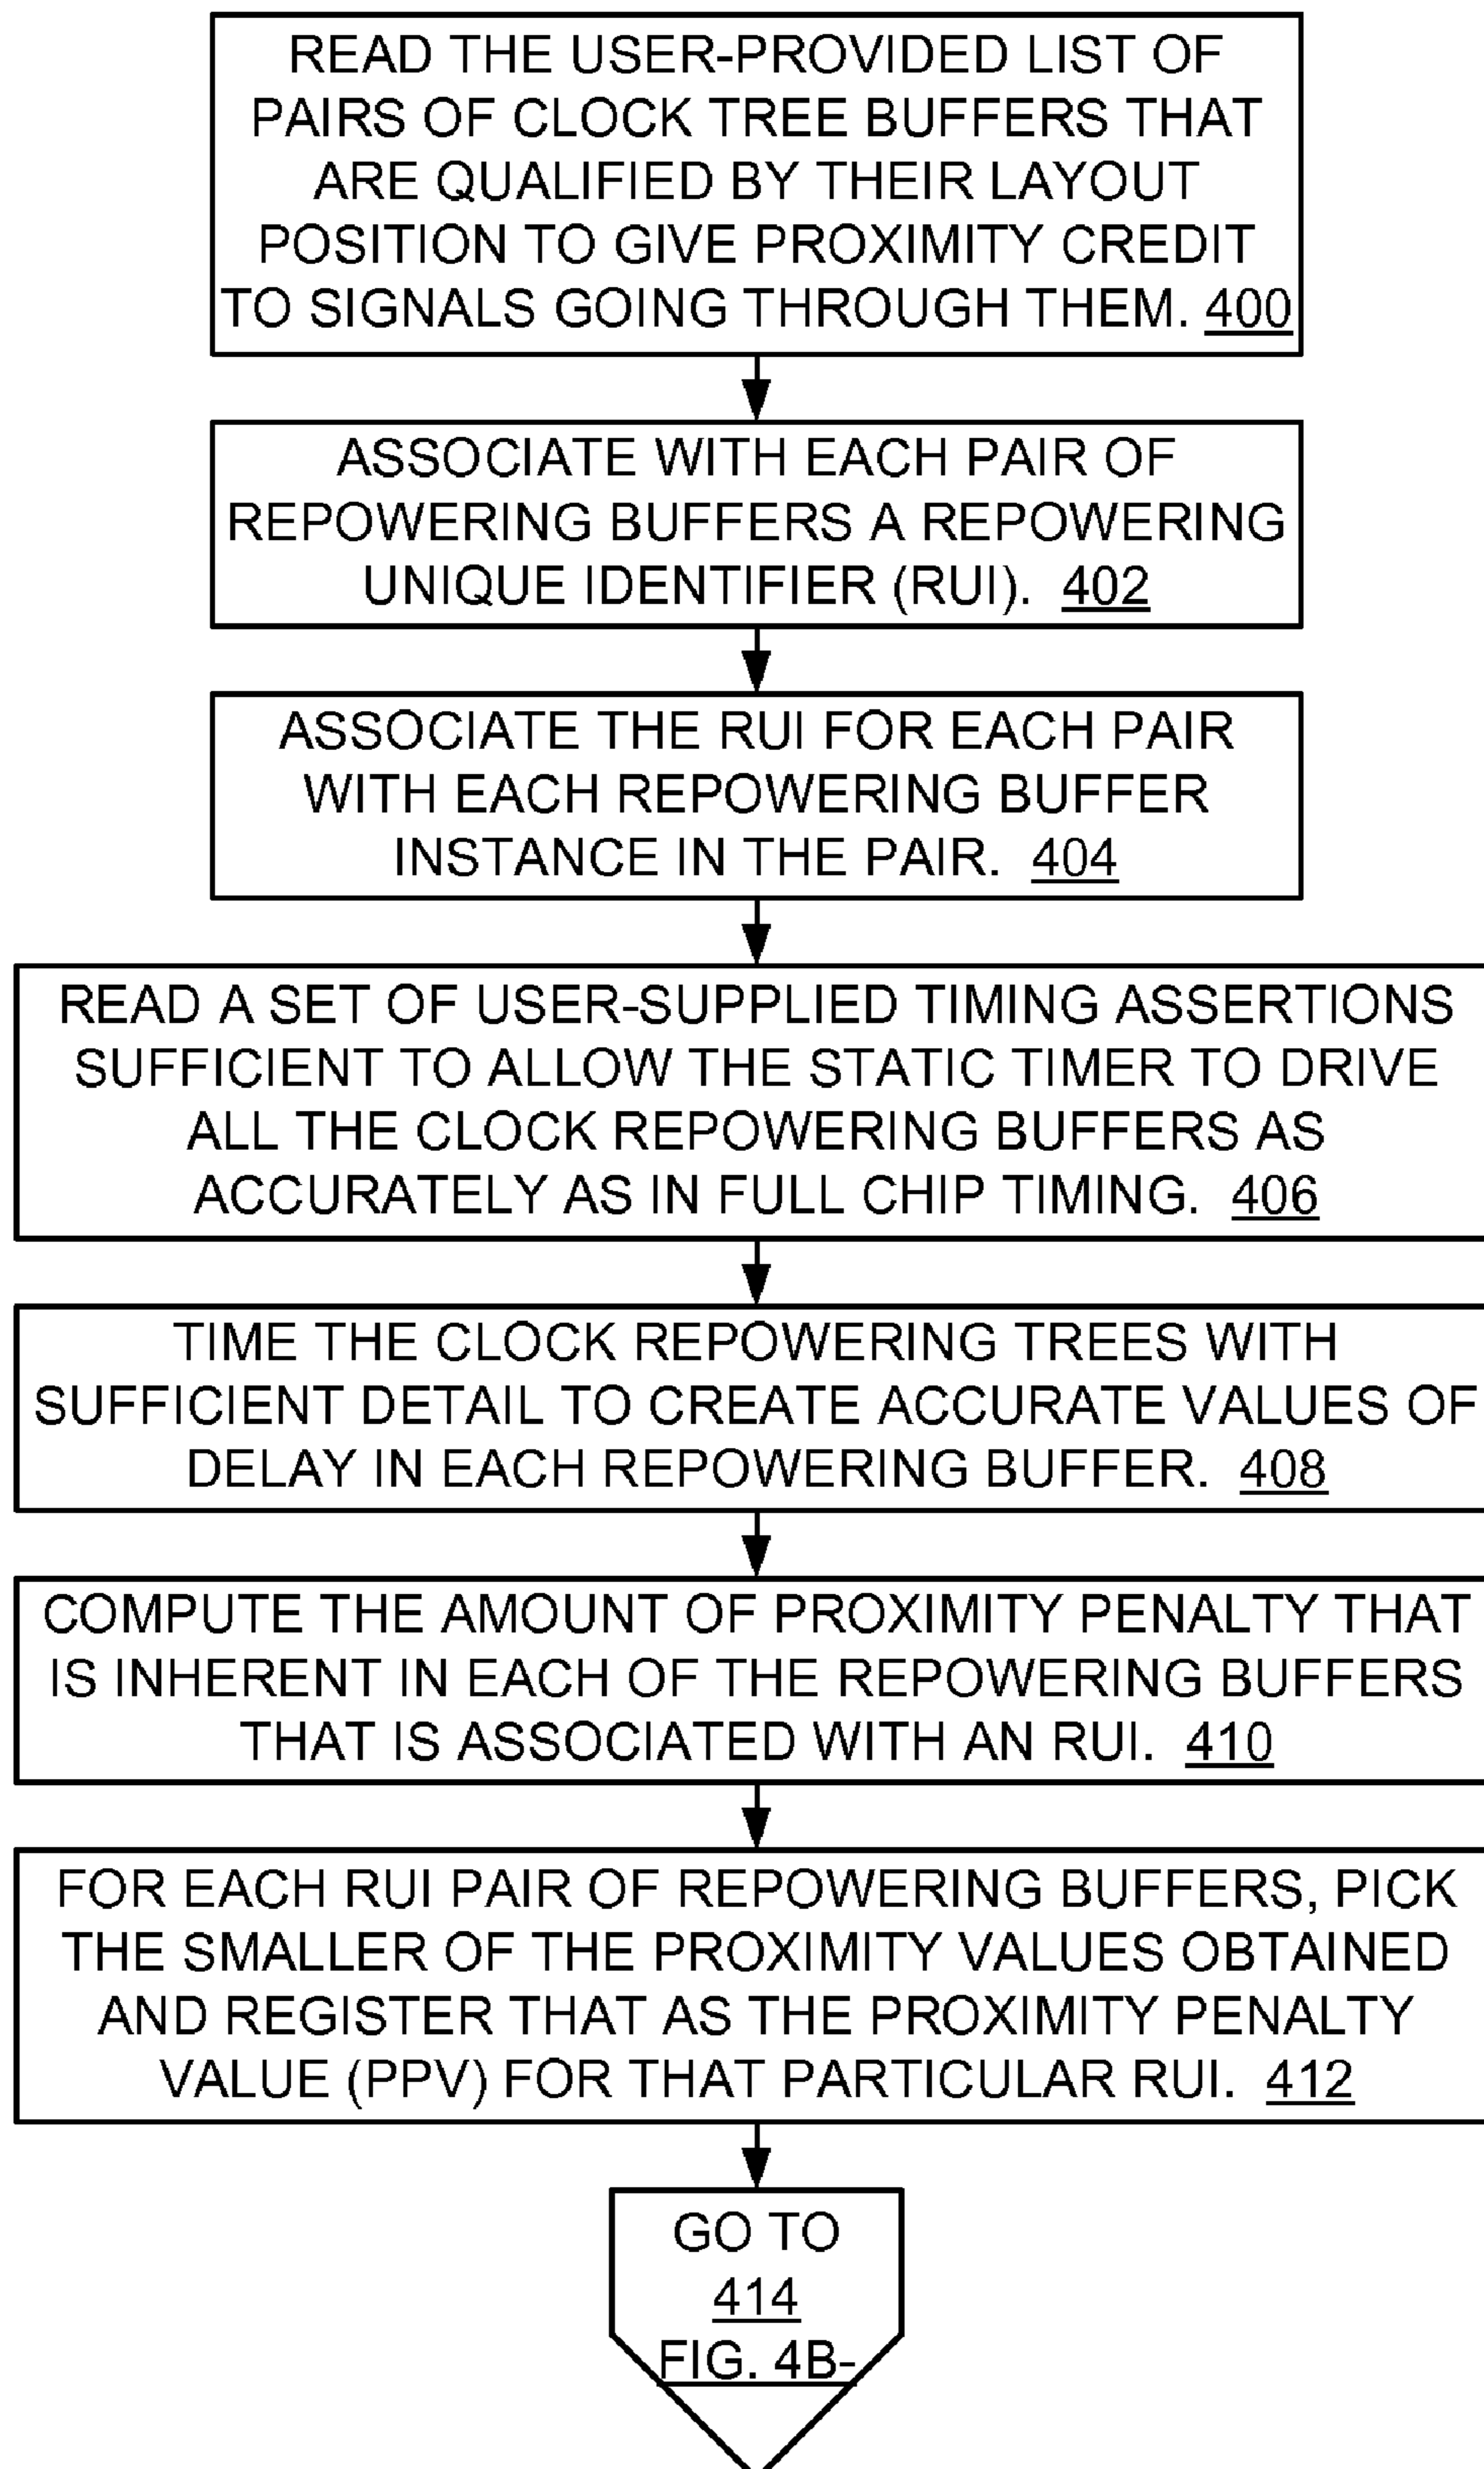 READ THE USER-PROVIDED LIST OF
PAIRS OF CLOCK TREE BUFFERS THAT
ARE QUALIFIED BY THEIR LAYOUT
POSITION TO GIVE PROXIMITY CREDIT
TO SIGNALS GOING THROUGH THEM. 400
ASSOCIATE WITH EACH PAIR OF
REPOWERING BUFFERS A REPOWERING
UNIQUE IDENTIFIER (RUI). 402
ASSOCIATE THE RUI FOR EACH PAIR
WITH EACH REPOWERING BUFFER
INSTANCE IN THE PAIR. 404
READ A SET OF USER-SUPPLIED TIMING ASSERTIONS
SUFFICIENT TO ALLOW THE STATIC TIMER TO DRIVE
ALL THE CLOCK REPOWERING BUFFERS AS
ACCURATELY AS IN FULL CHIP TIMING. 406
TIME THE CLOCK REPOWERING TREES WITH
SUFFICIENT DETAIL TO CREATE ACCURATE VALUES OF
DELAY IN EACH REPOWERING BUFFER. 408
COMPUTE THE AMOUNT OF PROXIMITY PENALTY THAT
IS INHERENT IN EACH OF THE REPOWERING BUFFERS
THAT IS ASSOCIATED WITH AN RUI. 410
FOR EACH RUI PAIR OF REPOWERING BUFFERS, PICK
THE SMALLER OF THE PROXIMITY VALUES OBTAINED
AND REGISTER THAT AS THE PROXIMITY PENALTY
VALUE (PPV) FOR THAT PARTICULAR RUI. 412
GO TO
414
FIG. 4B-